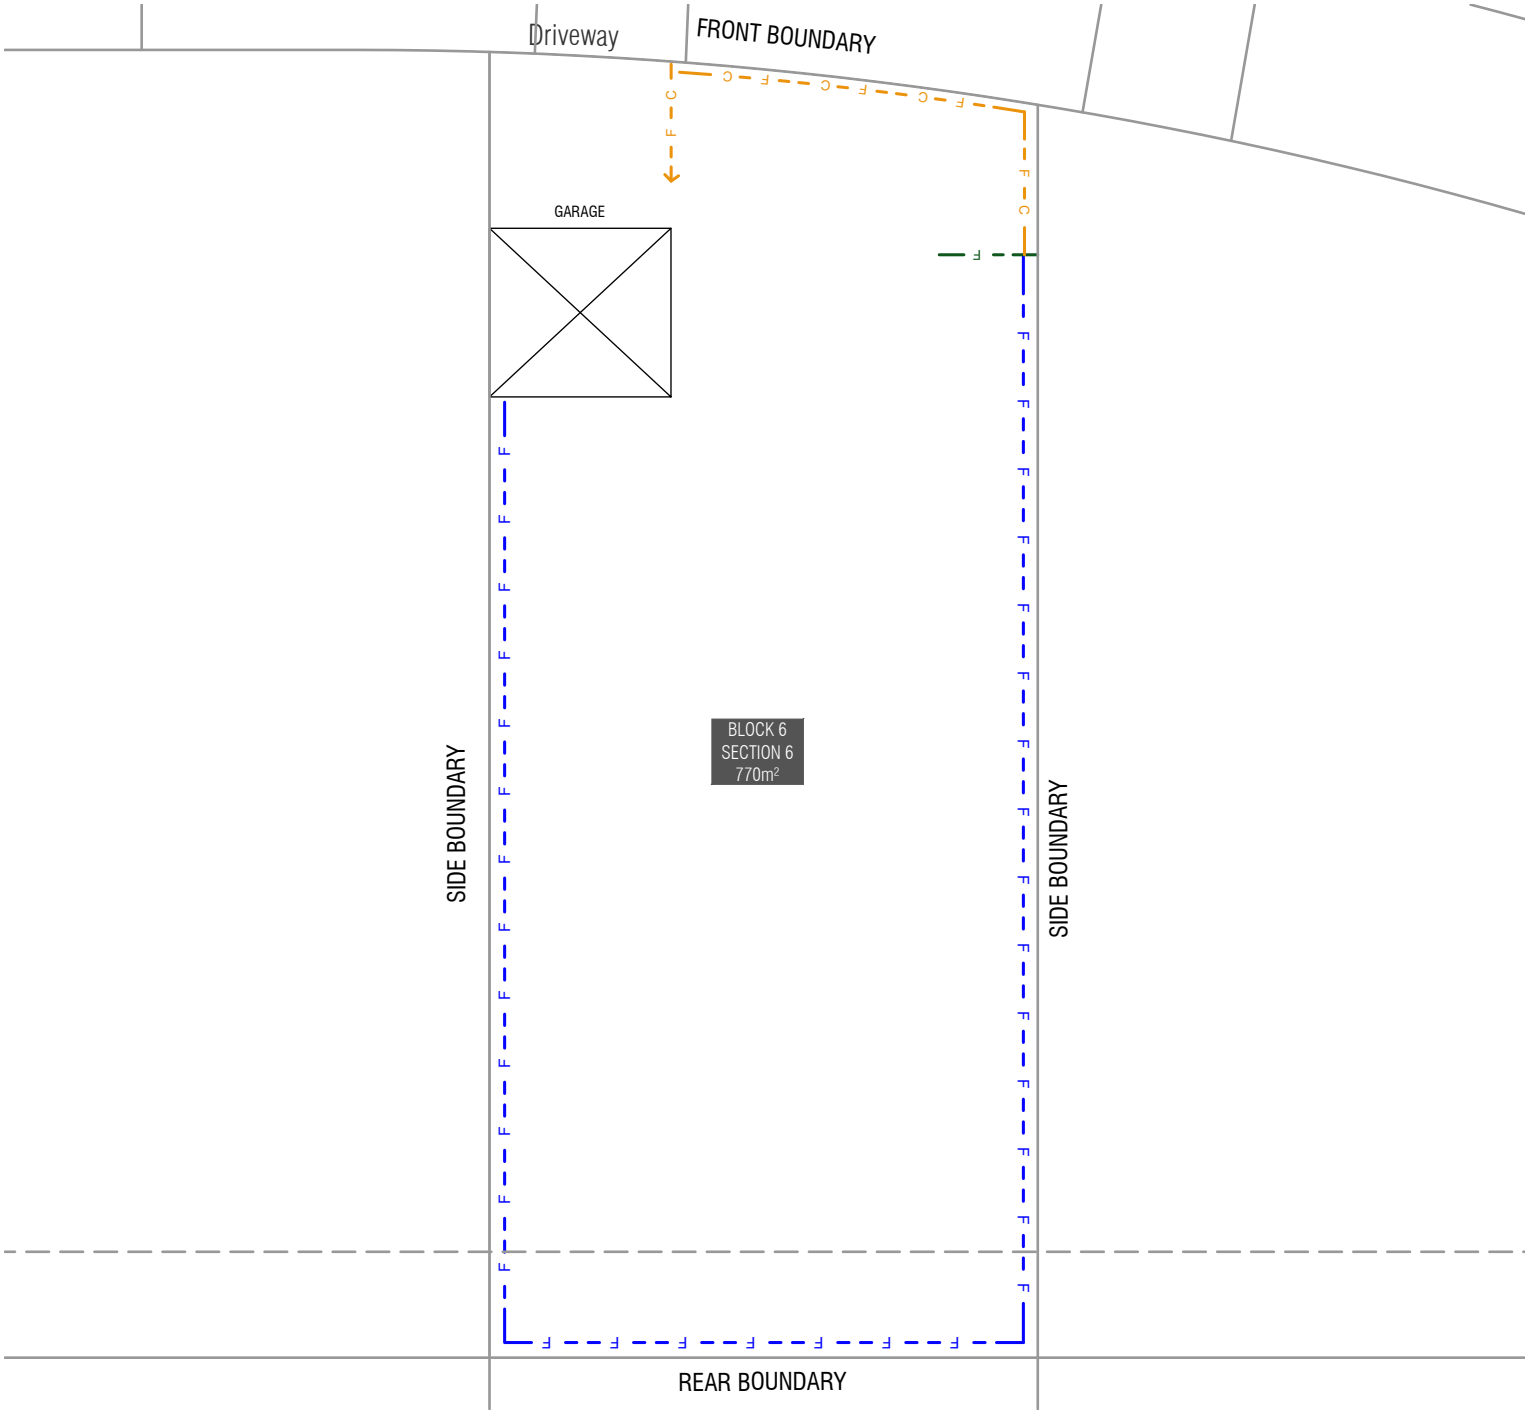 Driveway
FRONT BOUNDARY
C F C F C F
C F
F C
GARAGE
F
F F F F F F F F F F F F F F F
F F F F F F F F F F F F F
BLOCK 6
SECTION 6
770m²
SIDE BOUNDARY
SIDE BOUNDARY
F F F F F F F
REAR BOUNDARY